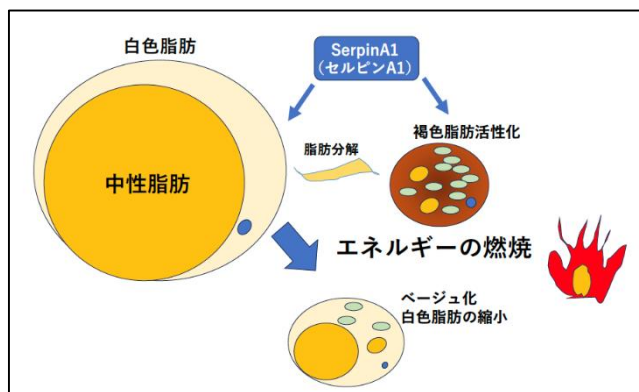 白色脂肪
SerpinA1
（セルピンA1）
褐色脂肪活性化
脂肪分解
中性脂肪
エネルギーの燃焼
ベージュ化
白色脂肪の縮小